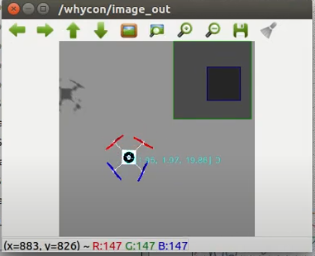 /whycon/image_out
(x=883, y=826) ~ R:147 G:147 B:147